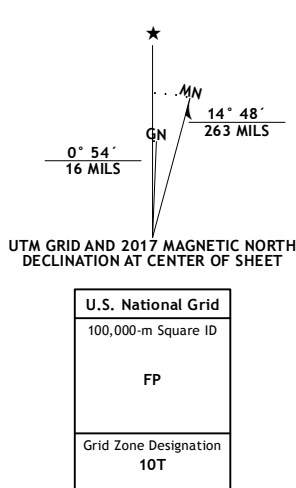 ★
MN
GN
14° 48´
263 MILS
0° 54´
16 MILS
UTM GRID AND 2017 MAGNETIC NORTH
DECLINATION AT CENTER OF SHEET
U.S. National Grid
100,000-m Square ID
FP
Grid Zone Designation
10T